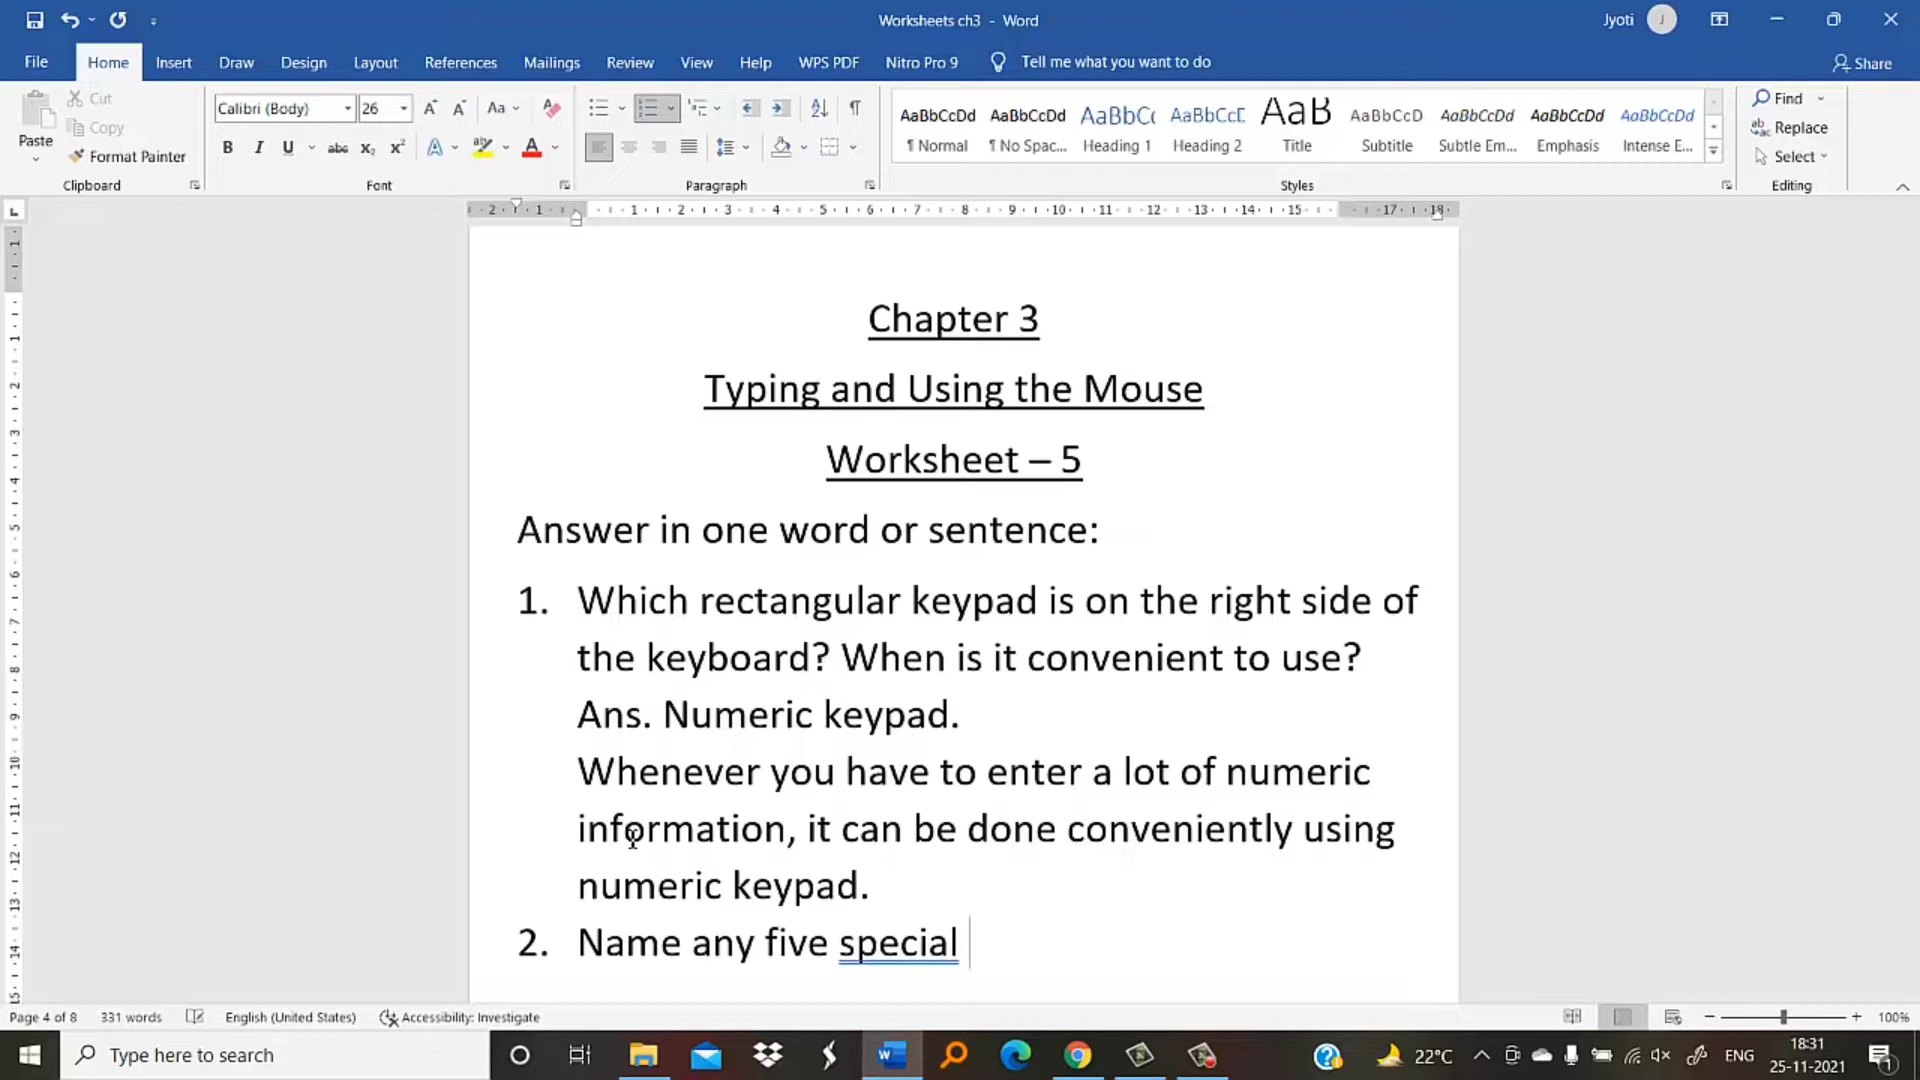 Worksheets ch3 - Word
Jyoti
J
File Home Insert Draw Design Layout References Mailings Review View Help WPS PDF Nitro Pro 9 Tell me what you want to do Share
Paste
Cut
Copy
Format Painter
Clipboard
Calibri (Body) 26
Font
Paragraph
AaBbCcDd AaBbCcDd AaBbCc AaBbCcD AaB AaBbCcD AaBbCcDd AaBbCcDd AaBbCcDd
¶ Normal ¶ No Spac... Heading 1 Heading 2 Title Subtitle Subtle Em... Emphasis Intense E...
Styles
Find
Replace
Select
Editing
Chapter 3
Typing and Using the Mouse
Worksheet – 5
Answer in one word or sentence:
1. Which rectangular keypad is on the right side of
the keyboard? When is it convenient to use?
Ans. Numeric keypad.
Whenever you have to enter a lot of numeric
information, it can be done conveniently using
numeric keypad.
2. Name any five special
Page 4 of 8 331 words English (United States) Accessibility: Investigate 100%
Type here to search
22°C
ENG
18:31
25-11-2021
1